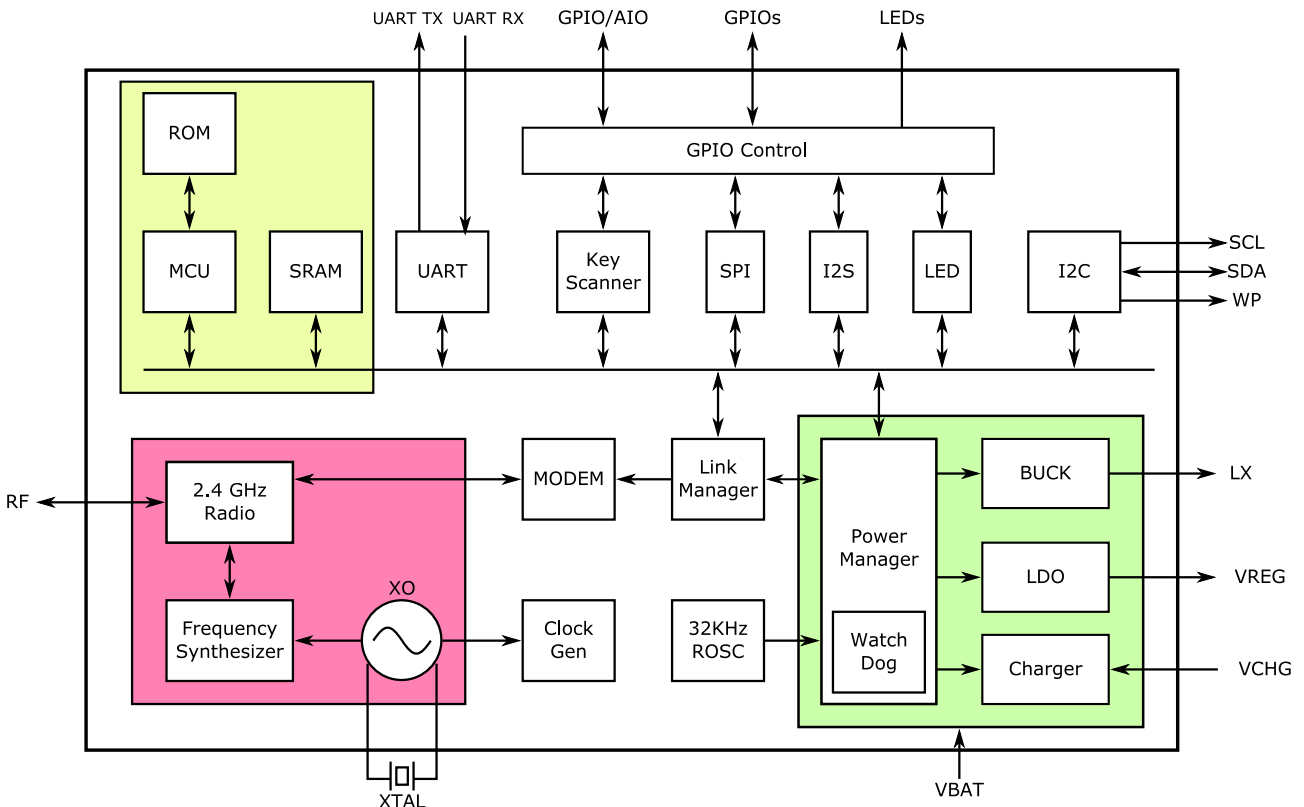 UART TX
UART RX
GPIO/AIO
GPIOs
LEDs
ROM
GPIO Control
MCU
SRAM
UART
Key
Scanner
SPI
I2S
LED
I2C
SCL
SDA
WP
2.4 GHz
Radio
MODEM
Link
Manager
BUCK
LX
RF
Power
Manager
LDO
VREG
XO
Frequency
Synthesizer
Clock
Gen
32KHz
ROSC
Watch
Dog
Charger
VCHG
XTAL
VBAT